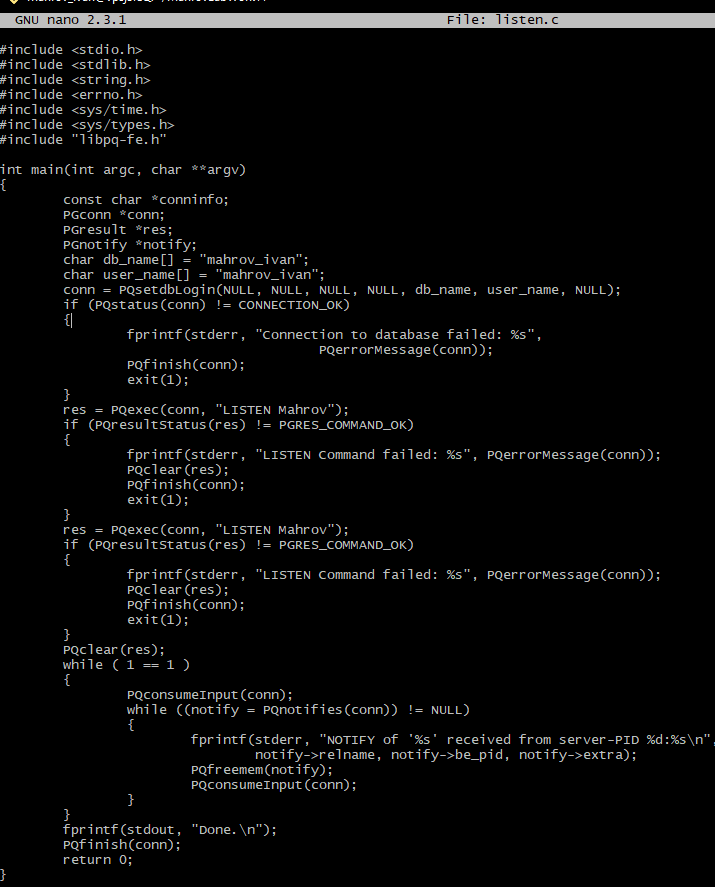 GNU nano 2.3.1 File: listen.c
#include <stdio.h>
#include <stdlib.h>
#include <string.h>
#include <errno.h>
#include <sys/time.h>
#include <sys/types.h>
#include "libpq-fe.h"
int main(int argc, char **argv)
{
        const char *conninfo;
        PGconn *conn;
        PGresult *res;
        PGnotify *notify;
        char db_name[] = "mahrov_ivan";
        char user_name[] = "mahrov_ivan";
        conn = PQsetdbLogin(NULL, NULL, NULL, NULL, db_name, user_name, NULL);
        if (PQstatus(conn) != CONNECTION_OK)
        {
                fprintf(stderr, "Connection to database failed: %s",
                                        PQerrorMessage(conn));
                PQfinish(conn);
                exit(1);
        }
        res = PQexec(conn, "LISTEN Mahrov");
        if (PQresultStatus(res) != PGRES_COMMAND_OK)
        {
                fprintf(stderr, "LISTEN Command failed: %s", PQerrorMessage(conn));
                PQclear(res);
                PQfinish(conn);
                exit(1);
        }
        res = PQexec(conn, "LISTEN Mahrov");
        if (PQresultStatus(res) != PGRES_COMMAND_OK)
        {
                fprintf(stderr, "LISTEN Command failed: %s", PQerrorMessage(conn));
                PQclear(res);
                PQfinish(conn);
                exit(1);
        }
        PQclear(res);
        while ( 1 == 1 )
        {
                PQconsumeInput(conn);
                while ((notify = PQnotifies(conn)) != NULL)
                {
                        fprintf(stderr, "NOTIFY of '%s' received from server-PID %d:%s\n",
                                notify->relname, notify->be_pid, notify->extra);
                        PQfreemem(notify);
                        PQconsumeInput(conn);
                }
        }
        fprintf(stdout, "Done.\n");
        PQfinish(conn);
        return 0;
}